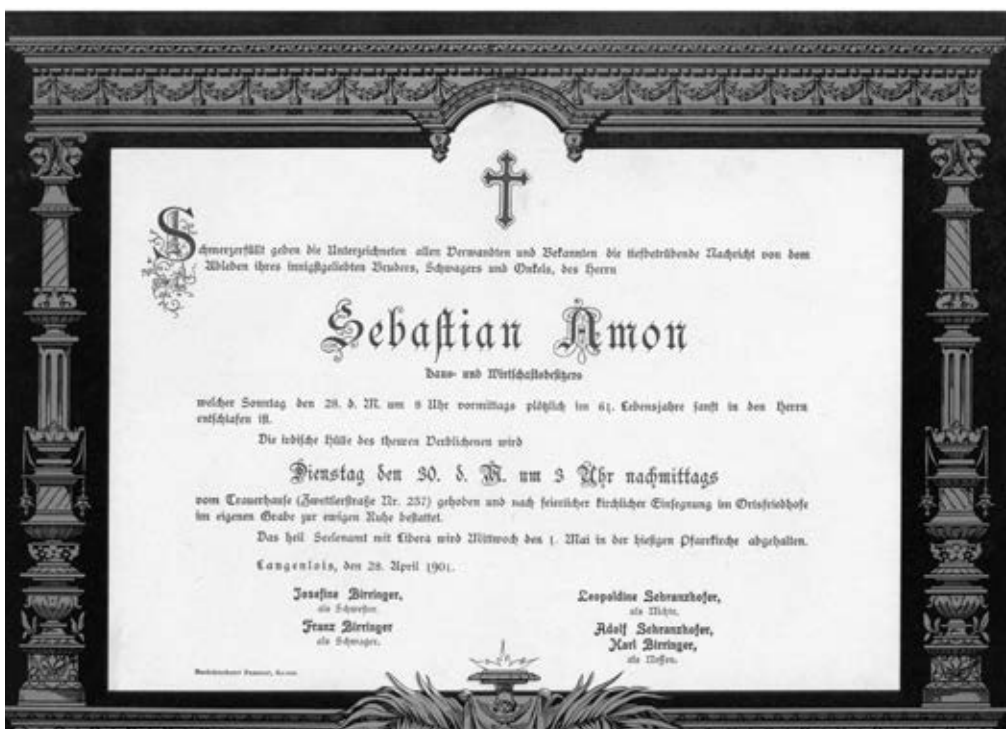 Schmerzerfüllt geben die Unterzeichneten allen Verwandten und Bekannten die tiefbetrübende Nachricht von dem
Ableben ihres innigstgeliebten Bruders, Schwagers und Onkels, des Herrn
Sebastian Amon
Haus- und Wirtschaftsbesitzers
welcher Sonntag den 28. d. M. um 8 Uhr vormittags plötzlich im 61. Lebensjahre sanft in den Herrn
entschlafen ist.
Die irdische Hülle des theuren Verblichenen wird
Dienstag den 30. d. M. um 3 Uhr nachmittags
vom Trauerhause (Zwettlerstraße Nr. 257) gehoben und nach feierlicher kirchlicher Einsegnung im Ortsfriedhofe
im eigenen Grabe zur ewigen Ruhe bestattet.
Das heil Seelenamt mit Libera wird Mittwoch den 1. Mai in der hiesigen Pfarrkirche abgehalten.
Langenlois, den 28. April 1901.
Josefine Birringer,
als Schwester.
Franz Birringer
als Schwager.
Leopoldine Schranzhofer,
als Nichte.
Adolf Schranzhofer,
Karl Birringer,
als Neffen.